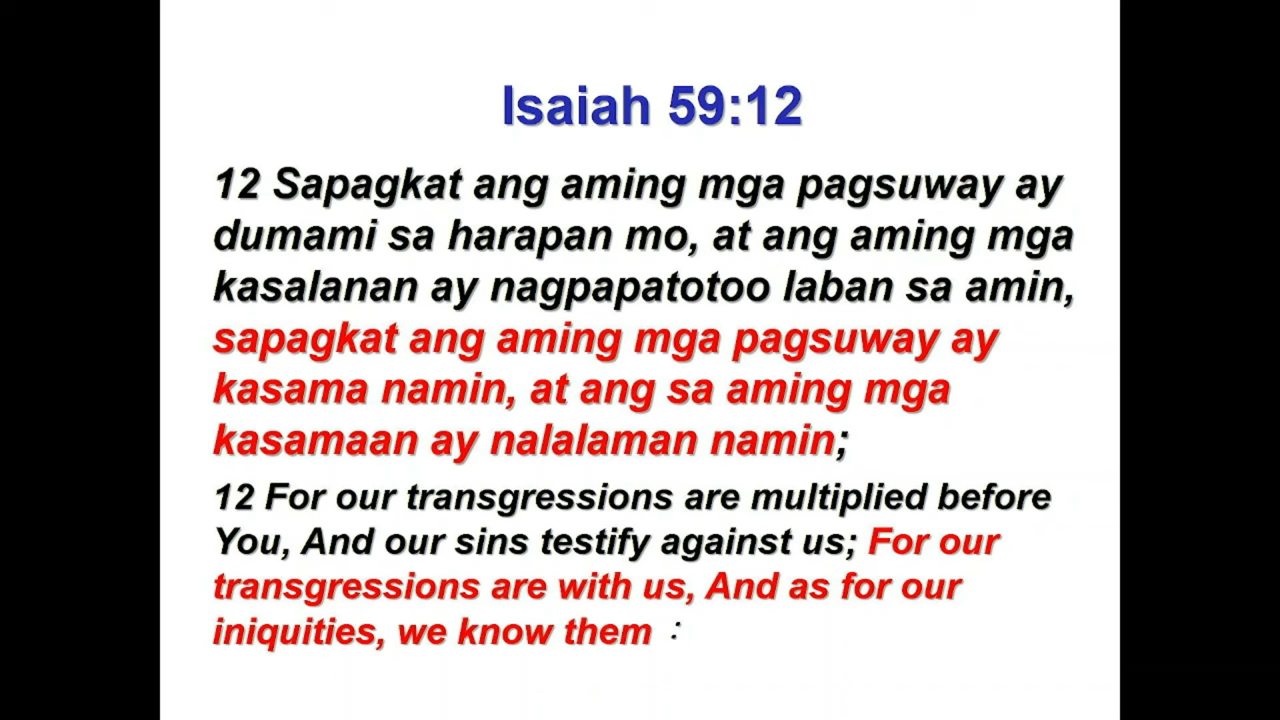 Isaiah 59:12
12 Sapagkat ang aming mga pagsuway ay
dumami sa harapan mo, at ang aming mga
kasalanan ay nagpapatotoo laban sa amin,
sapagkat ang aming mga pagsuway ay
kasama namin, at ang sa aming mga
kasamaan ay nalalaman namin;
12 For our transgressions are multiplied before
You, And our sins testify against us; For our
transgressions are with us, And as for our
iniquities, we know them :